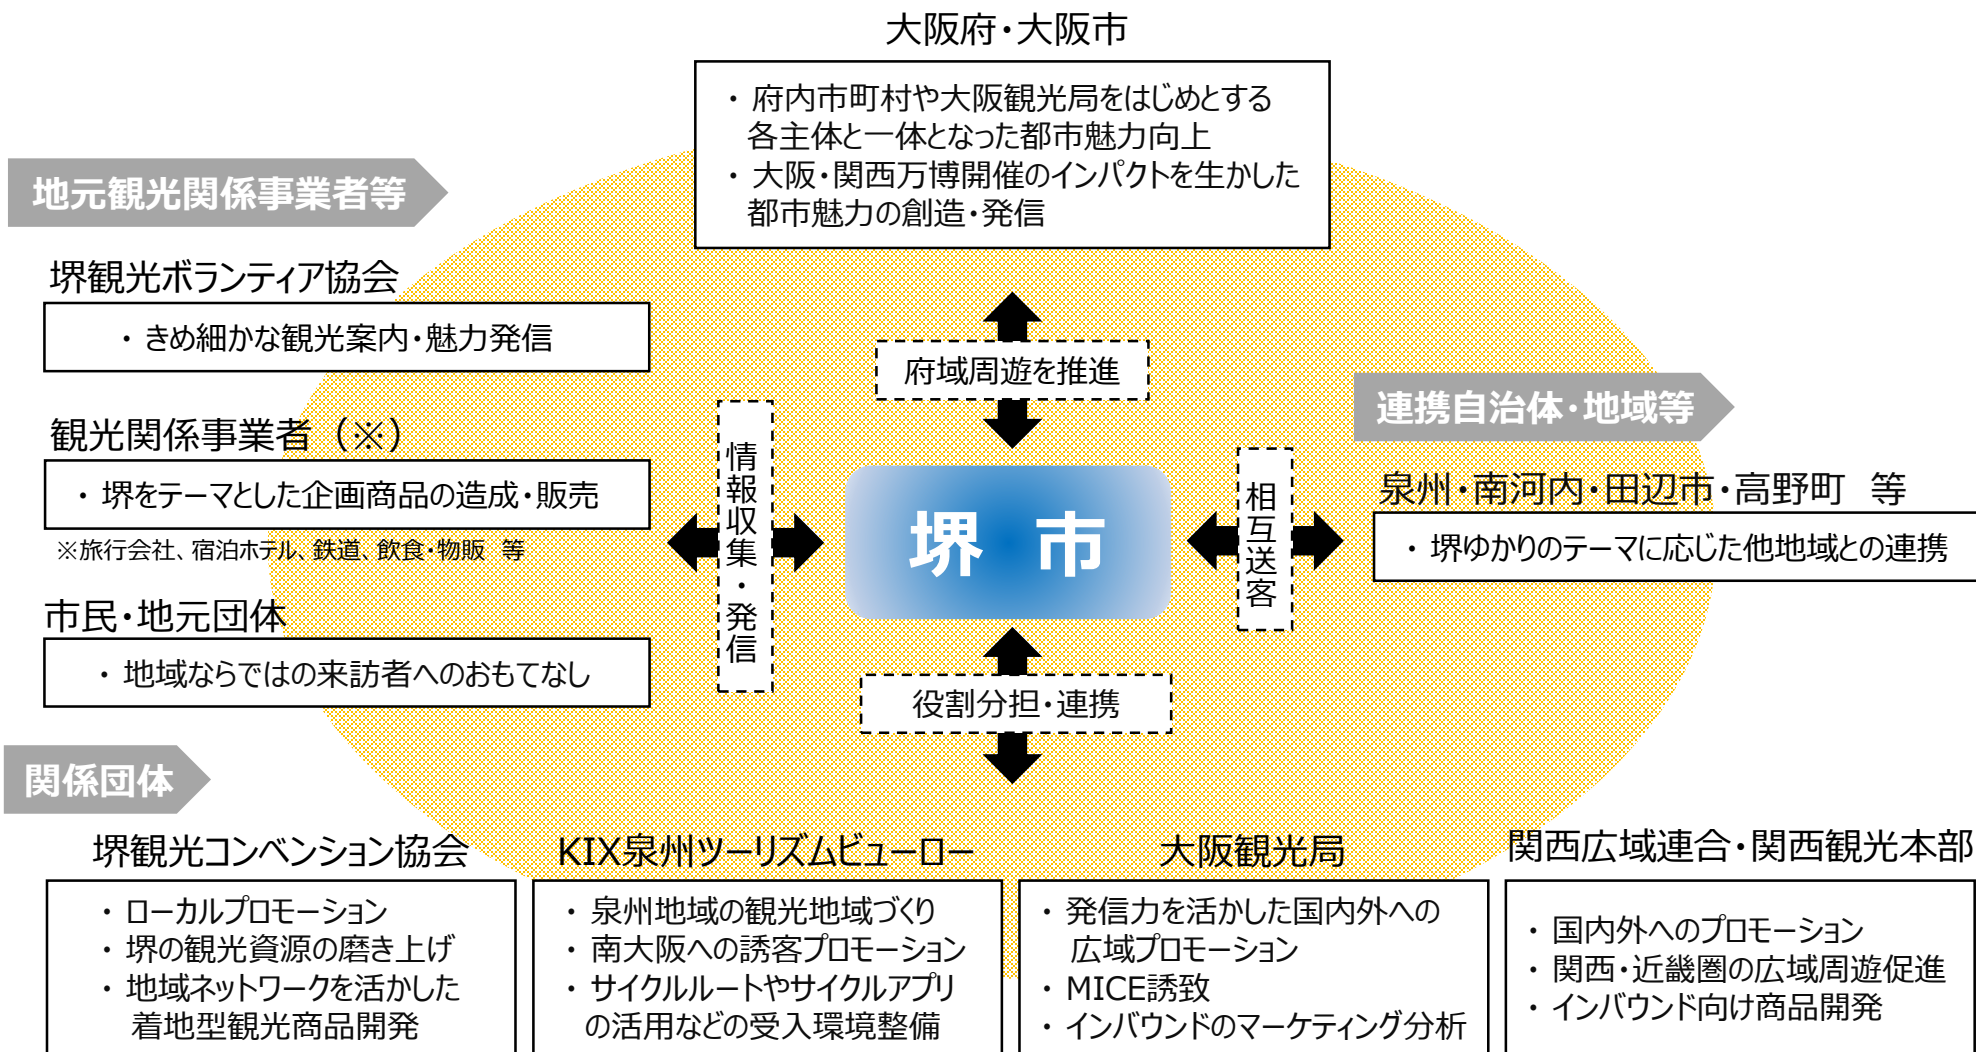 大阪府・大阪市
・ 府内市町村や大阪観光局をはじめとする
各主体と一体となった都市魅力向上
・ 大阪・関西万博開催のインパクトを生かした
都市魅力の創造・発信
地元観光関係事業者等
堺観光ボランティア協会
・ きめ細かな観光案内・魅力発信
観光関係事業者（※）
・ 堺をテーマとした企画商品の造成・販売
※旅行会社、宿泊ホテル、鉄道、飲食・物販　等
市民・地元団体
・ 地域ならではの来訪者へのおもてなし
府域周遊を推進
情報収集・発信
堺　市
相互送客
役割分担・連携
連携自治体・地域等
泉州・南河内・田辺市・高野町　等
・ 堺ゆかりのテーマに応じた他地域との連携
関係団体
堺観光コンベンション協会
・ ローカルプロモーション
・ 堺の観光資源の磨き上げ
・ 地域ネットワークを活かした
着地型観光商品開発
KIX泉州ツーリズムビューロー
・ 泉州地域の観光地域づくり
・ 南大阪への誘客プロモーション
・ サイクルルートやサイクルアプリ
の活用などの受入環境整備
大阪観光局
・ 発信力を活かした国内外への
広域プロモーション
・ MICE誘致
・ インバウンドのマーケティング分析
関西広域連合・関西観光本部
・ 国内外へのプロモーション
・ 関西・近畿圏の広域周遊促進
・ インバウンド向け商品開発